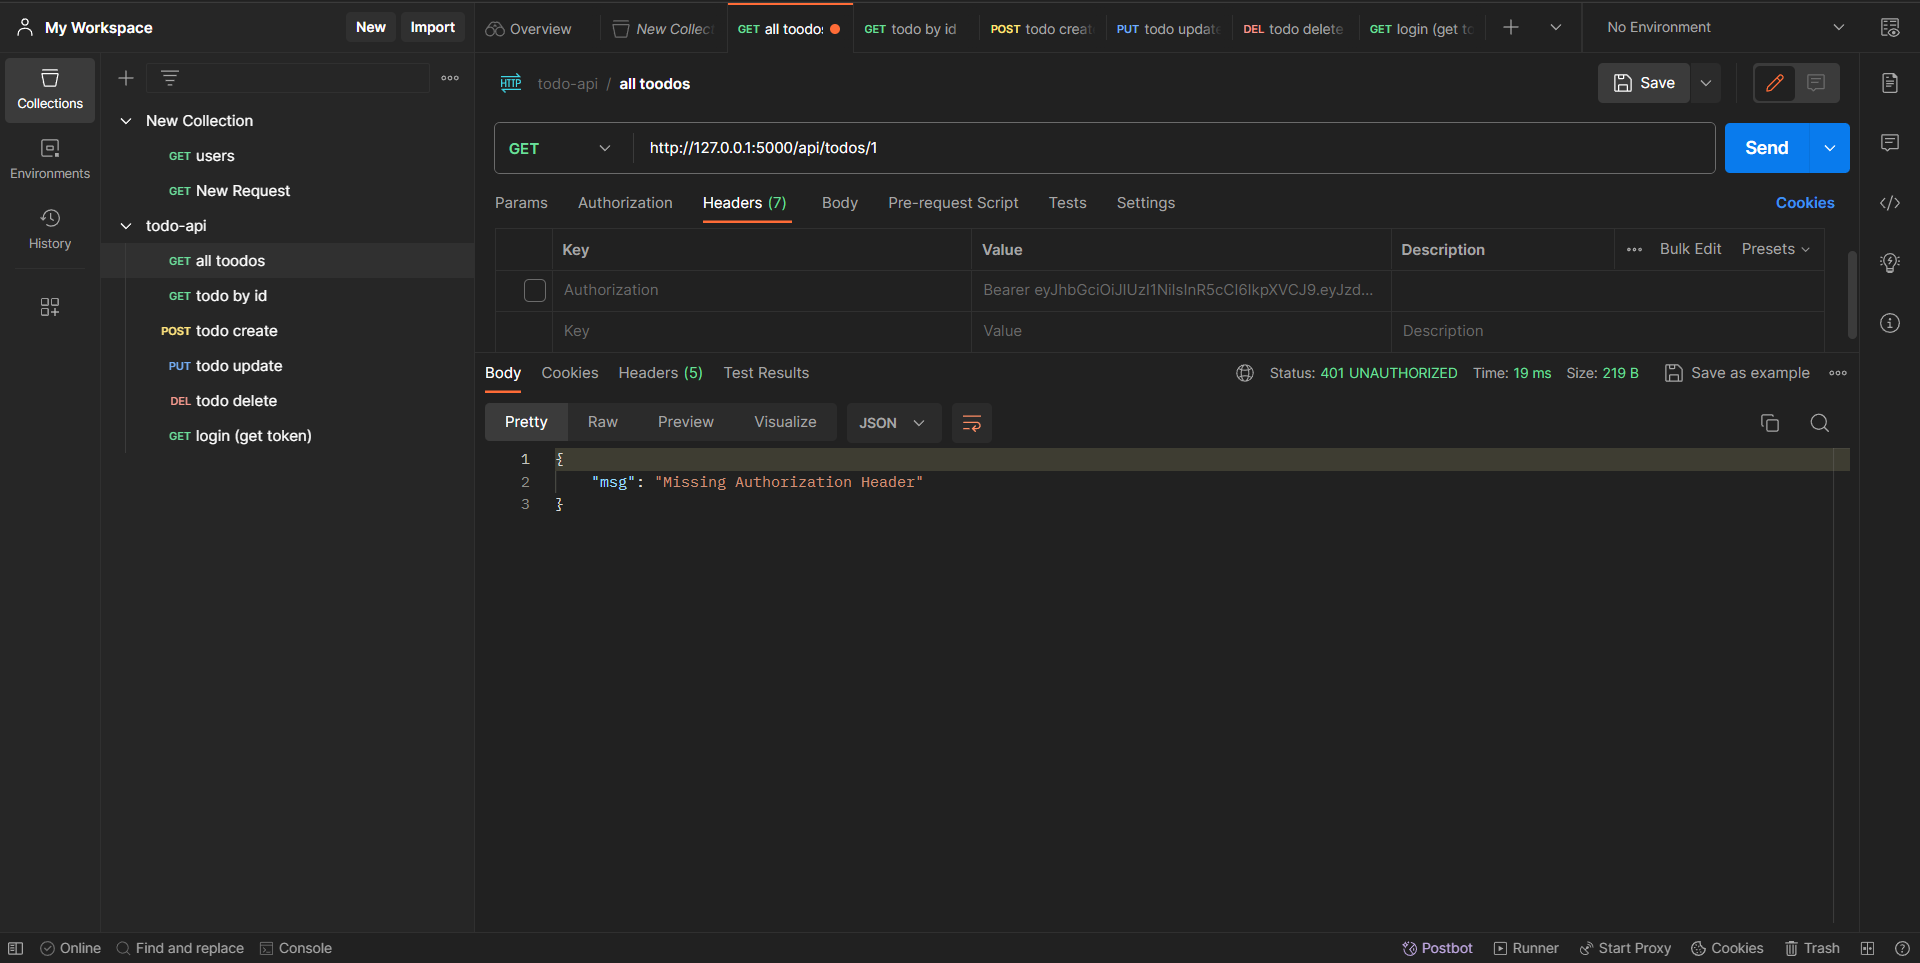 My Workspace
New
Import
Overview
New Collec
GET all toodo
GET todo by id
POST todo creat
PUT todo updat
DEL todo delete
GET login (get to
No Environment
Collections
Environments
History
New Collection
GET users
GET New Request
todo-api
GET all toodos
GET todo by id
POST todo create
PUT todo update
DEL todo delete
GET login (get token)
HTTP todo-api / all toodos
Save
GET http://127.0.0.1:5000/api/todos/1
Send
Params Authorization Headers (7) Body Pre-request Script Tests Settings
Cookies
Key Value Description
Bulk Edit Presets
Authorization Bearer eyJhbGciOiJIUzI1NiIsInR5cCI6IkpXVCJ9.eyJzd...
Key Value Description
Body Cookies Headers (5) Test Results
Status: 401 UNAUTHORIZED Time: 19 ms Size: 219 B
Save as example
Pretty Raw Preview Visualize
JSON
1 {
2 "msg": "Missing Authorization Header"
3 }
Online Find and replace Console
Postbot Runner Start Proxy Cookies Trash